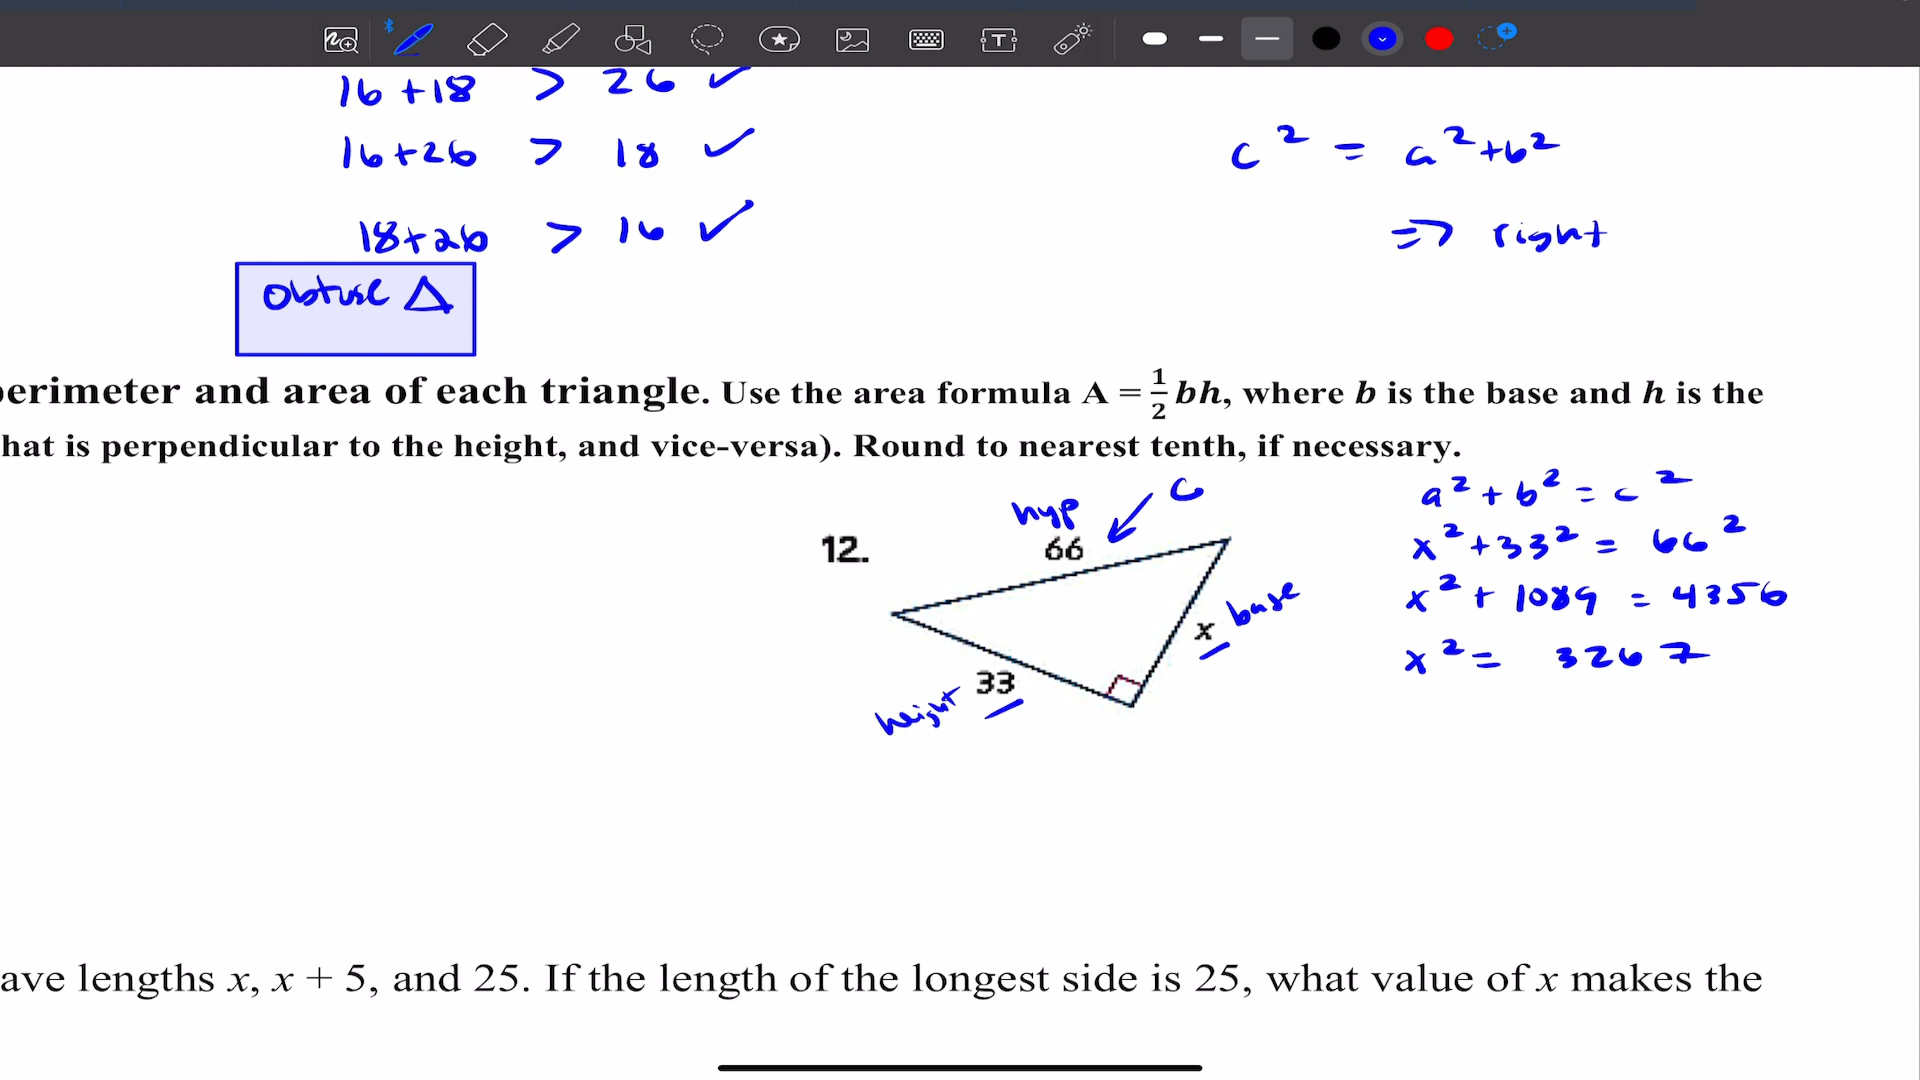 16+18 > 26 ✓
16+26 > 18 ✓
18+26 > 16 ✓
Obtuse Δ
c² = a²+b²
=> right
perimeter and area of each triangle. Use the area formula A = 1/2 bh, where b is the base and h is the
hat is perpendicular to the height, and vice-versa). Round to nearest tenth, if necessary.
12.
hyp
c
66
x
base
33
height
a² + b² = c²
x² + 33² = 66²
x² + 1089 = 4356
x² = 3267
ave lengths x, x + 5, and 25. If the length of the longest side is 25, what value of x makes the